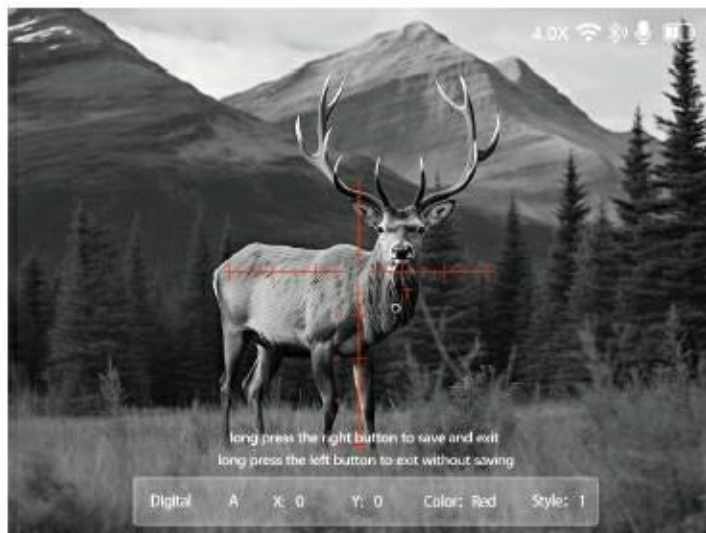 4.0X
long press the right button to save and exit
long press the left button to exit without saving
Digital A X: 0 Y: 0 Color: Red Style: 1